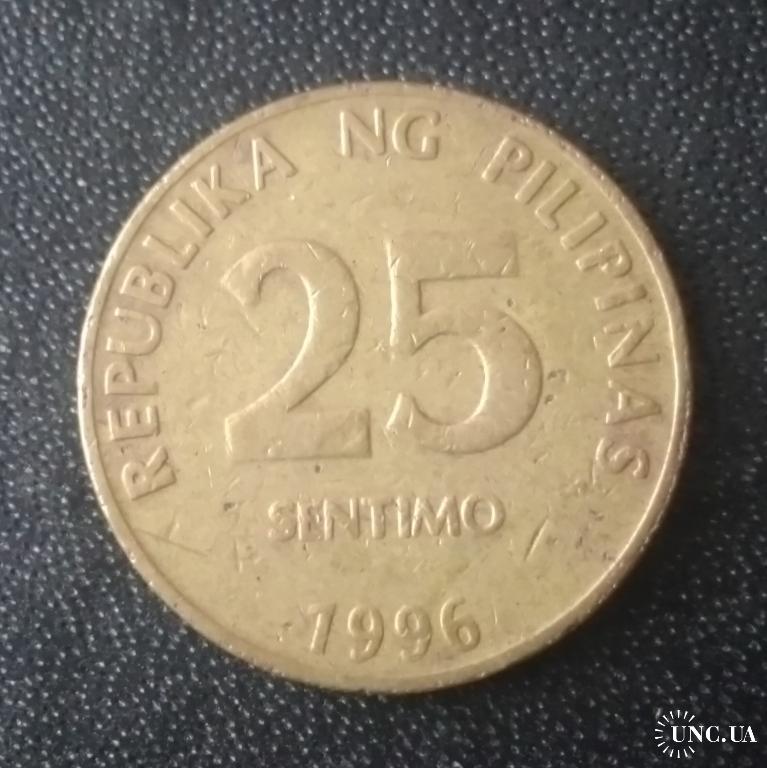 REPUBLIKA NG PILIPINAS
25
SENTIMO
1996
UNC.UA